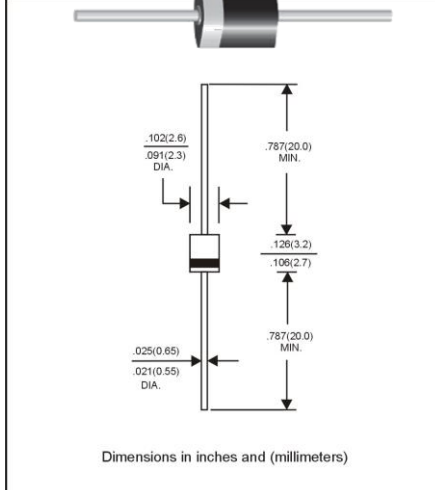 .102(2.6)
.091(2.3)
DIA.
.787(20.0)
MIN.
.126(3.2)
.106(2.7)
.787(20.0)
MIN.
.025(0.65)
.021(0.55)
DIA.
Dimensions in inches and (millimeters)